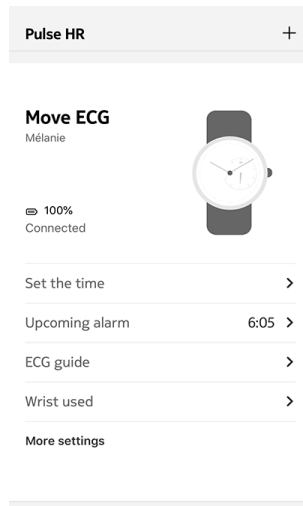 Pulse HR
Move ECG
Mélanie
100%
Connected
Set the time
Upcoming alarm 6:05
ECG guide
Wrist used
More settings